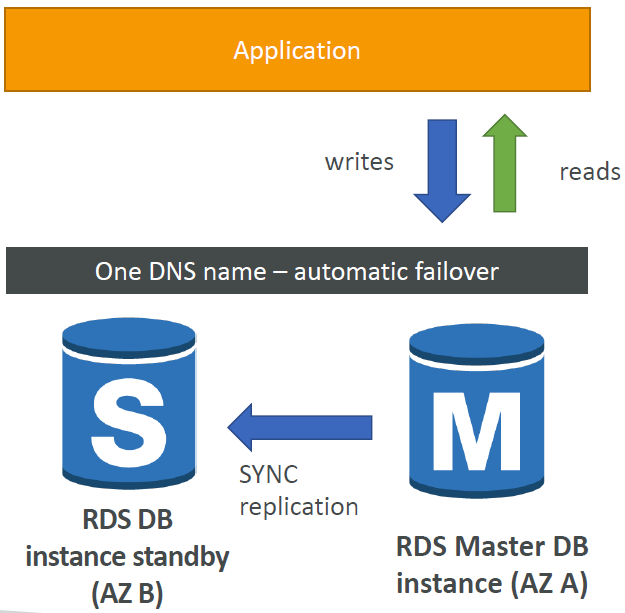 Application
writes
reads
One DNS name – automatic failover
S
M
SYNC
replication
RDS DB
instance standby
(AZ B)
RDS Master DB
instance (AZ A)